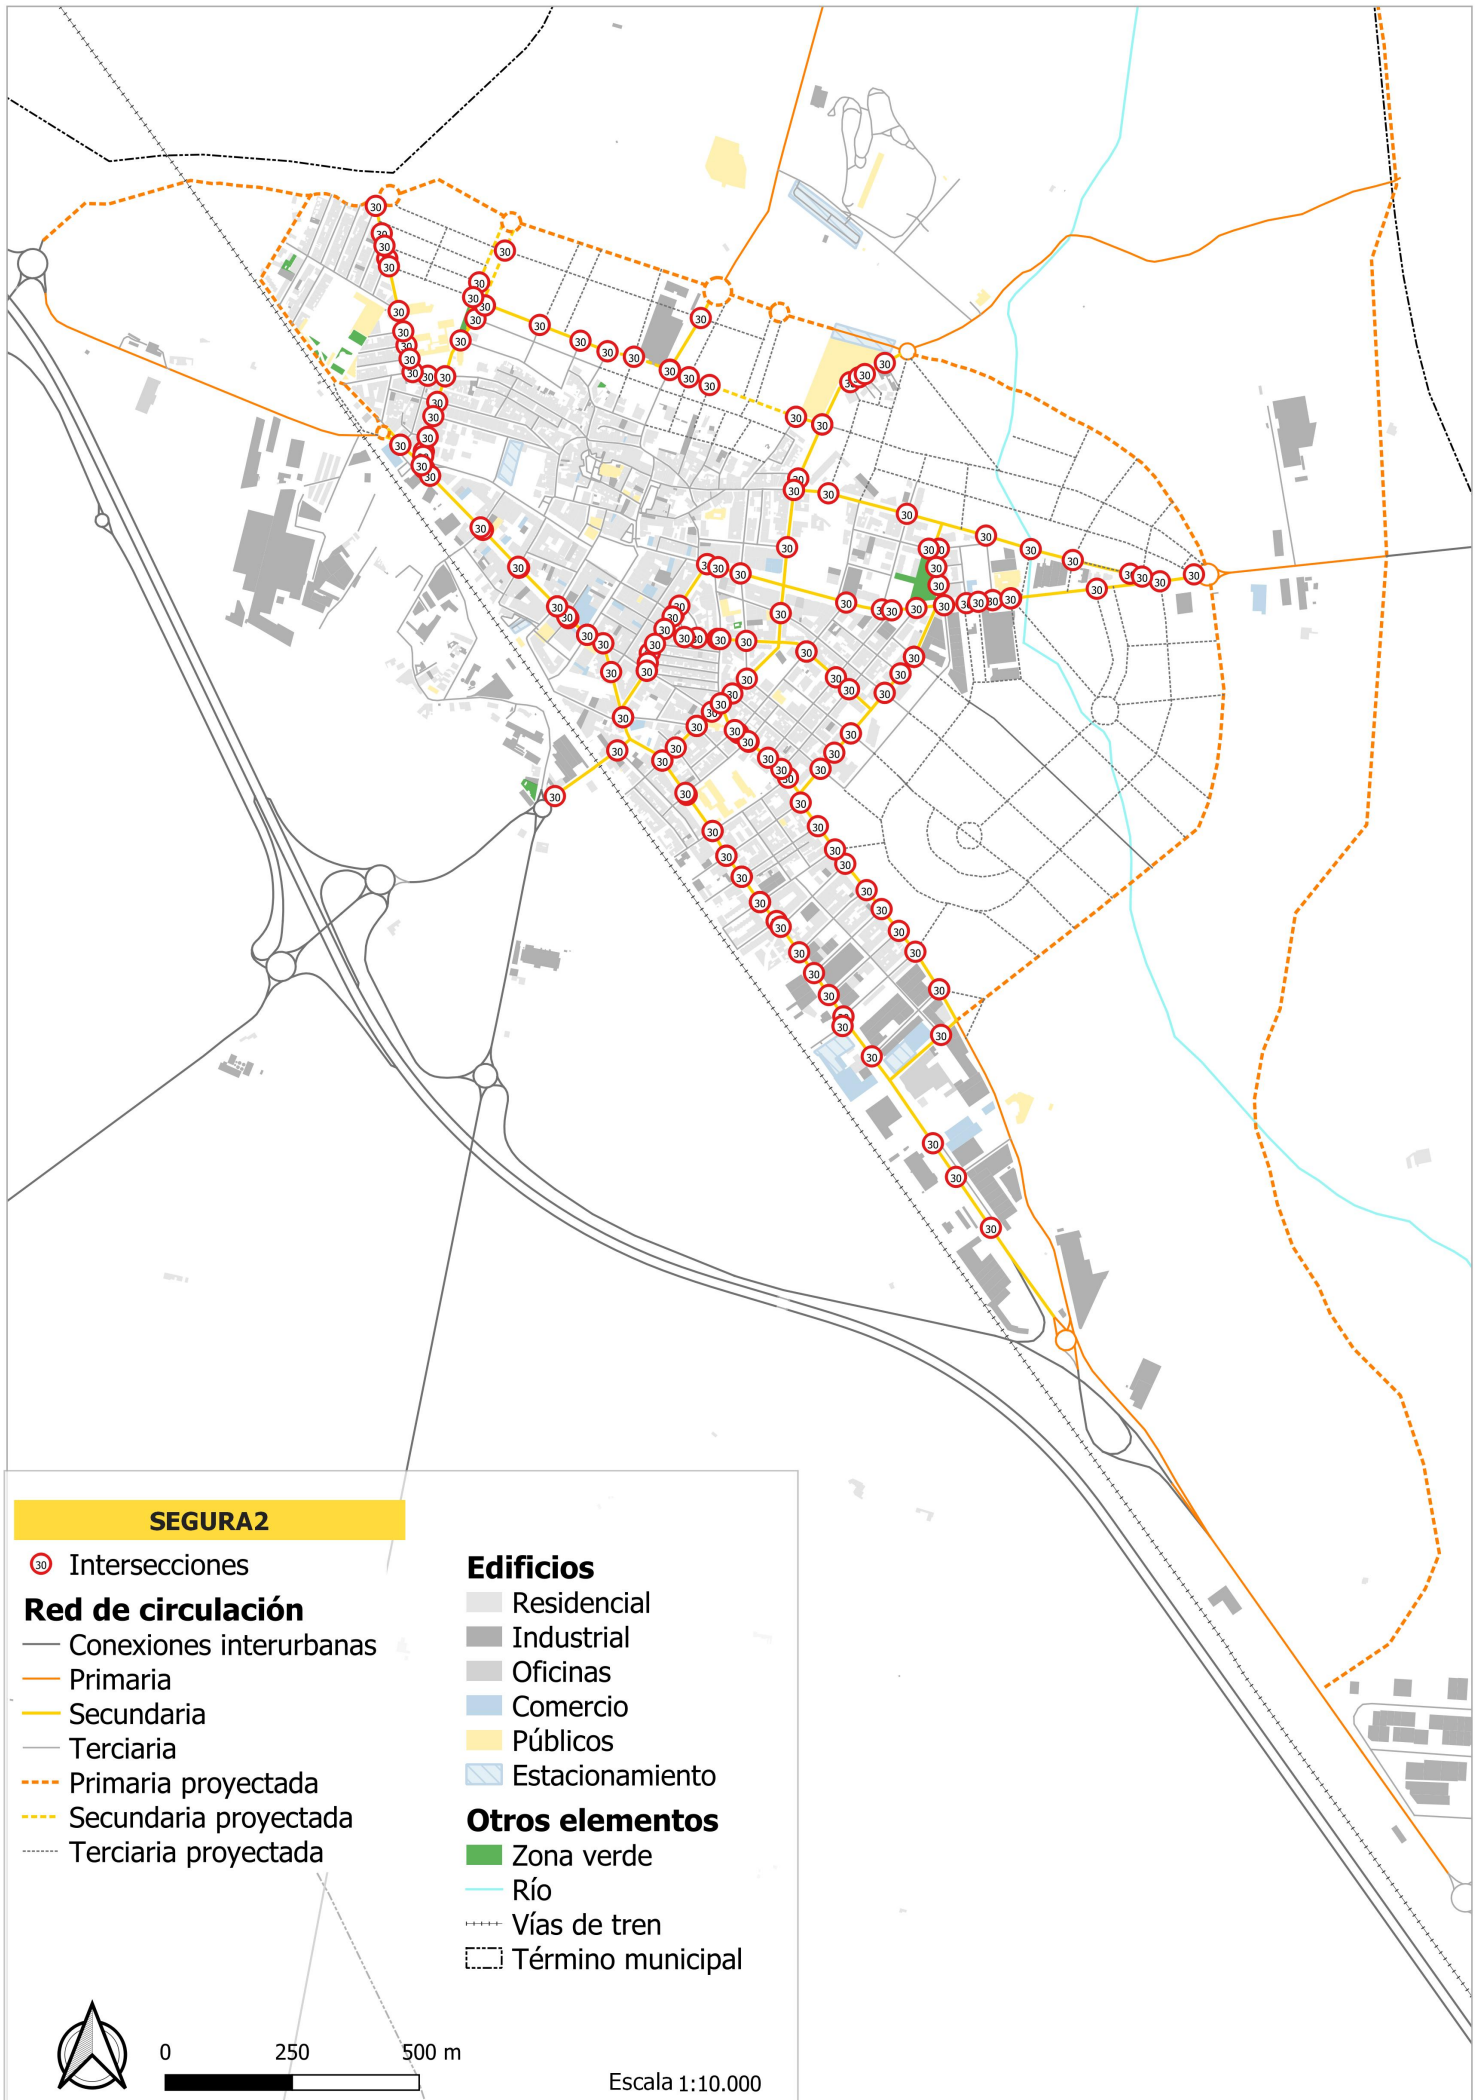 SEGURA2
30 Intersecciones
Red de circulación
Conexiones interurbanas
Primaria
Secundaria
Terciaria
Primaria proyectada
Secundaria proyectada
Terciaria proyectada
Edificios
Residencial
Industrial
Oficinas
Comercio
Públicos
Estacionamiento
Otros elementos
Zona verde
Río
Vías de tren
Término municipal
0 250 500 m
Escala 1:10.000